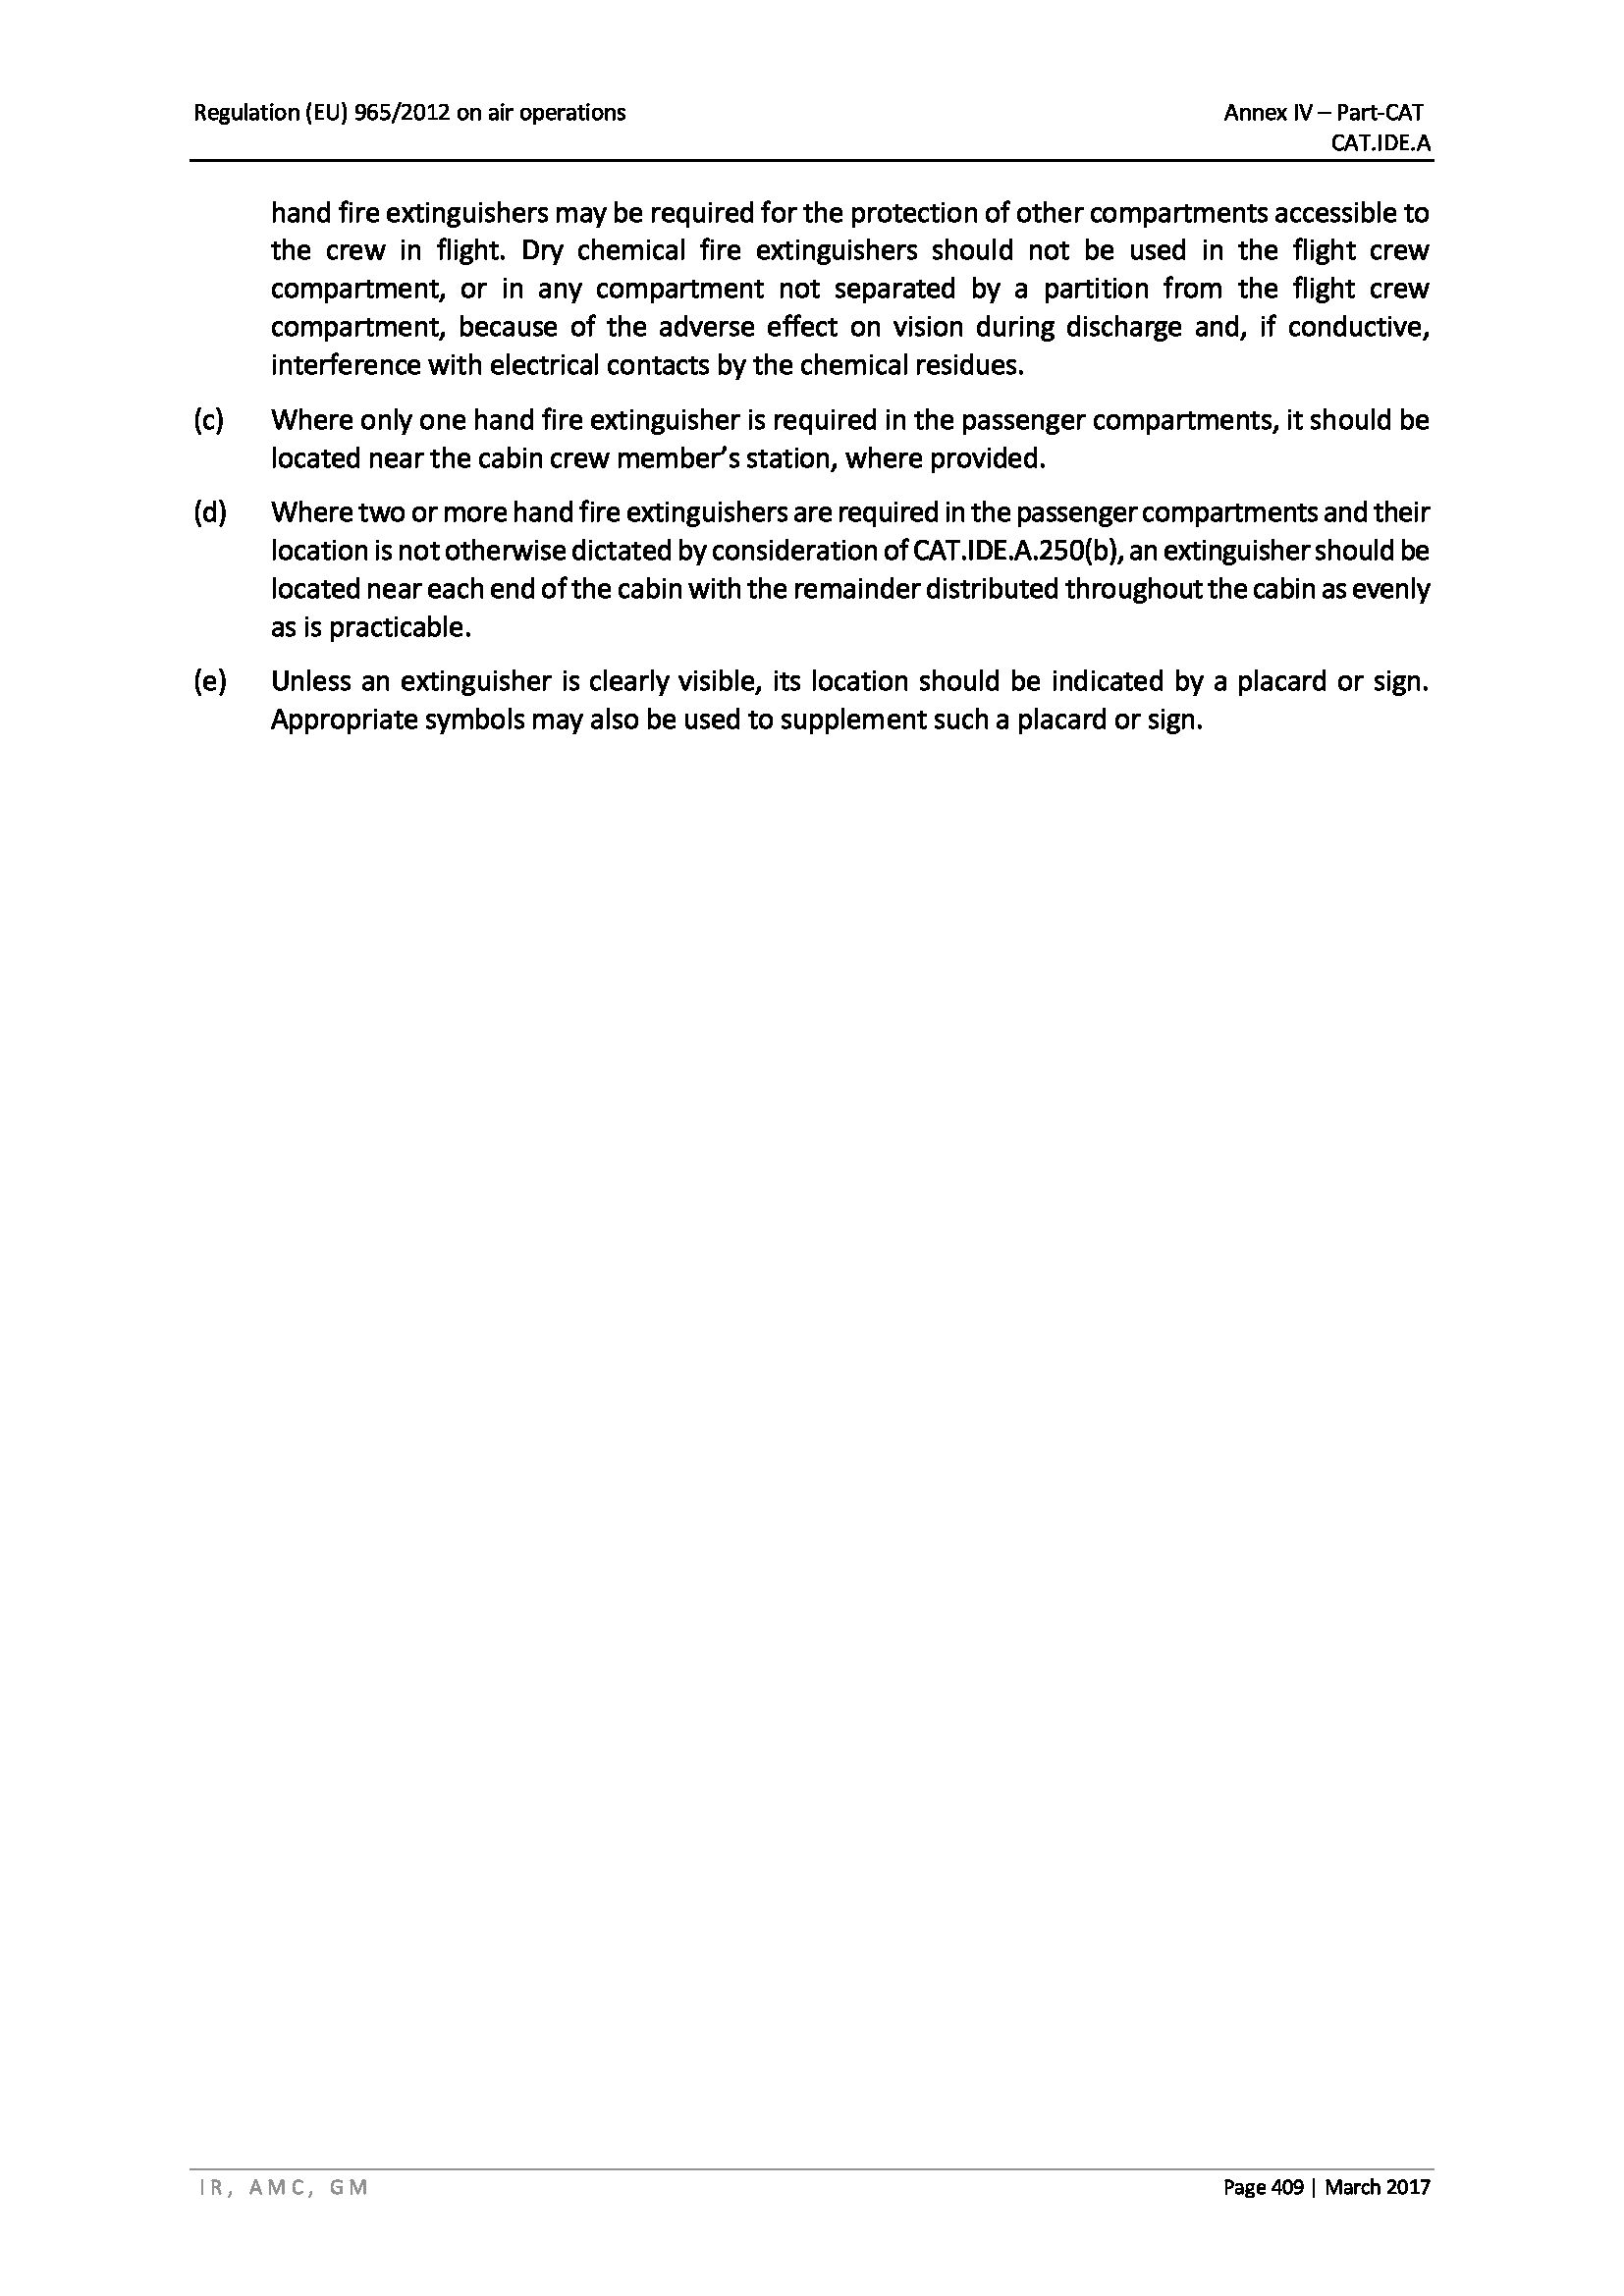 Regulation (EU) 965/2012 on air operations
Annex IV – Part-CAT
CAT.IDE.A
hand fire extinguishers may be required for the protection of other compartments accessible to
the crew in flight. Dry chemical fire extinguishers should not be used in the flight crew
compartment, or in any compartment not separated by a partition from the flight crew
compartment, because of the adverse effect on vision during discharge and, if conductive,
interference with electrical contacts by the chemical residues.
(c) Where only one hand fire extinguisher is required in the passenger compartments, it should be
located near the cabin crew member’s station, where provided.
(d) Where two or more hand fire extinguishers are required in the passenger compartments and their
location is not otherwise dictated by consideration of CAT.IDE.A.250(b), an extinguisher should be
located near each end of the cabin with the remainder distributed throughout the cabin as evenly
as is practicable.
(e) Unless an extinguisher is clearly visible, its location should be indicated by a placard or sign.
Appropriate symbols may also be used to supplement such a placard or sign.
IR, AMC, GM
Page 409 | March 2017